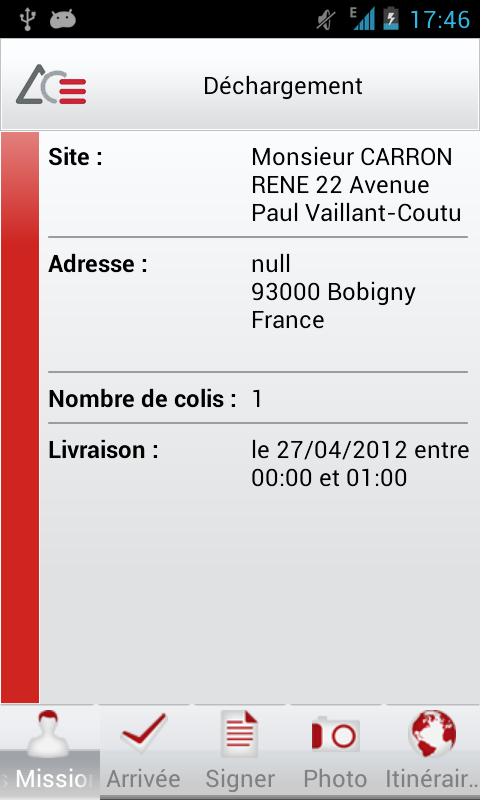 E 17:46
Déchargement
Site : Monsieur CARRON
RENE 22 Avenue
Paul Vaillant-Coutu
Adresse : null
93000 Bobigny
France
Nombre de colis : 1
Livraison : le 27/04/2012 entre
00:00 et 01:00
s Mission Arrivée Signer Photo Itinérair..